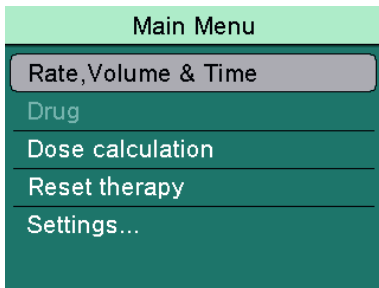 Main Menu
Rate,Volume & Time
Drug
Dose calculation
Reset therapy
Settings...